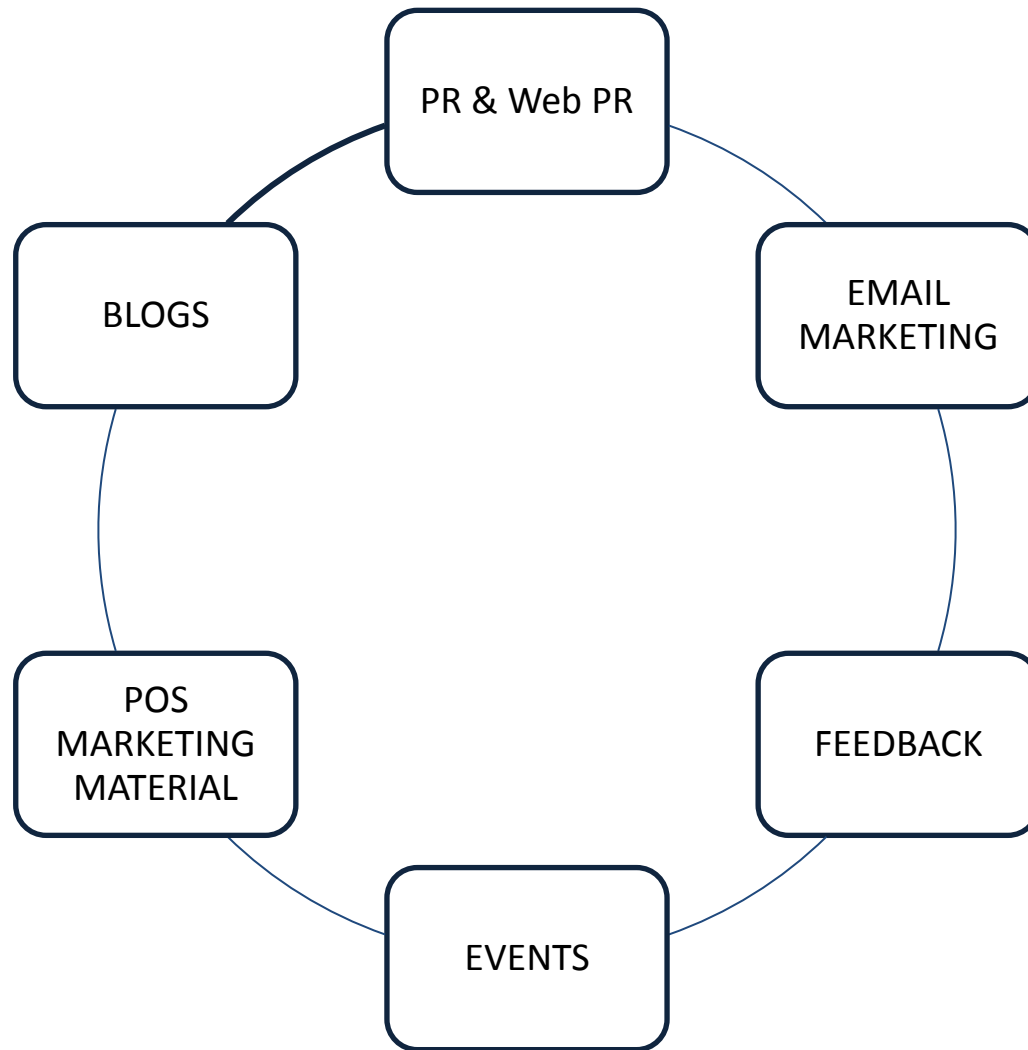 PR & Web PR
EMAIL
MARKETING
FEEDBACK
EVENTS
POS
MARKETING
MATERIAL
BLOGS